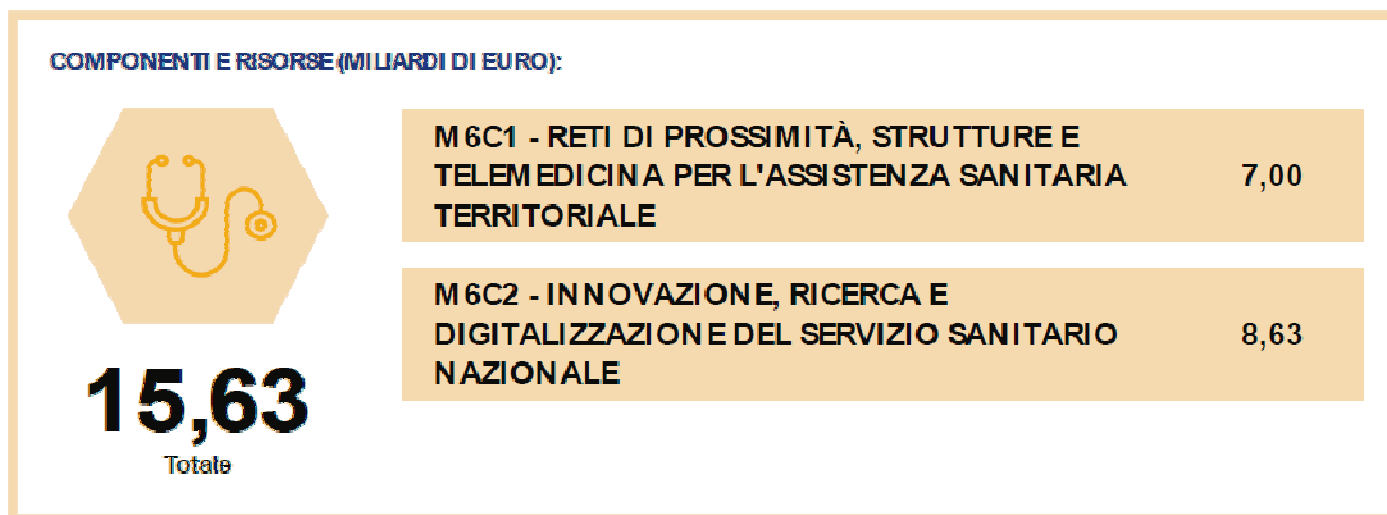 COMPONENTI E RISORSE (MILIARDI DI EURO):
M6C1 - RETI DI PROSSIMITÀ, STRUTTURE E
TELEMEDICINA PER L'ASSISTENZA SANITARIA
TERRITORIALE
7,00
M6C2 - INNOVAZIONE, RICERCA E
DIGITALIZZAZIONE DEL SERVIZIO SANITARIO
NAZIONALE
8,63
15,63
Totale